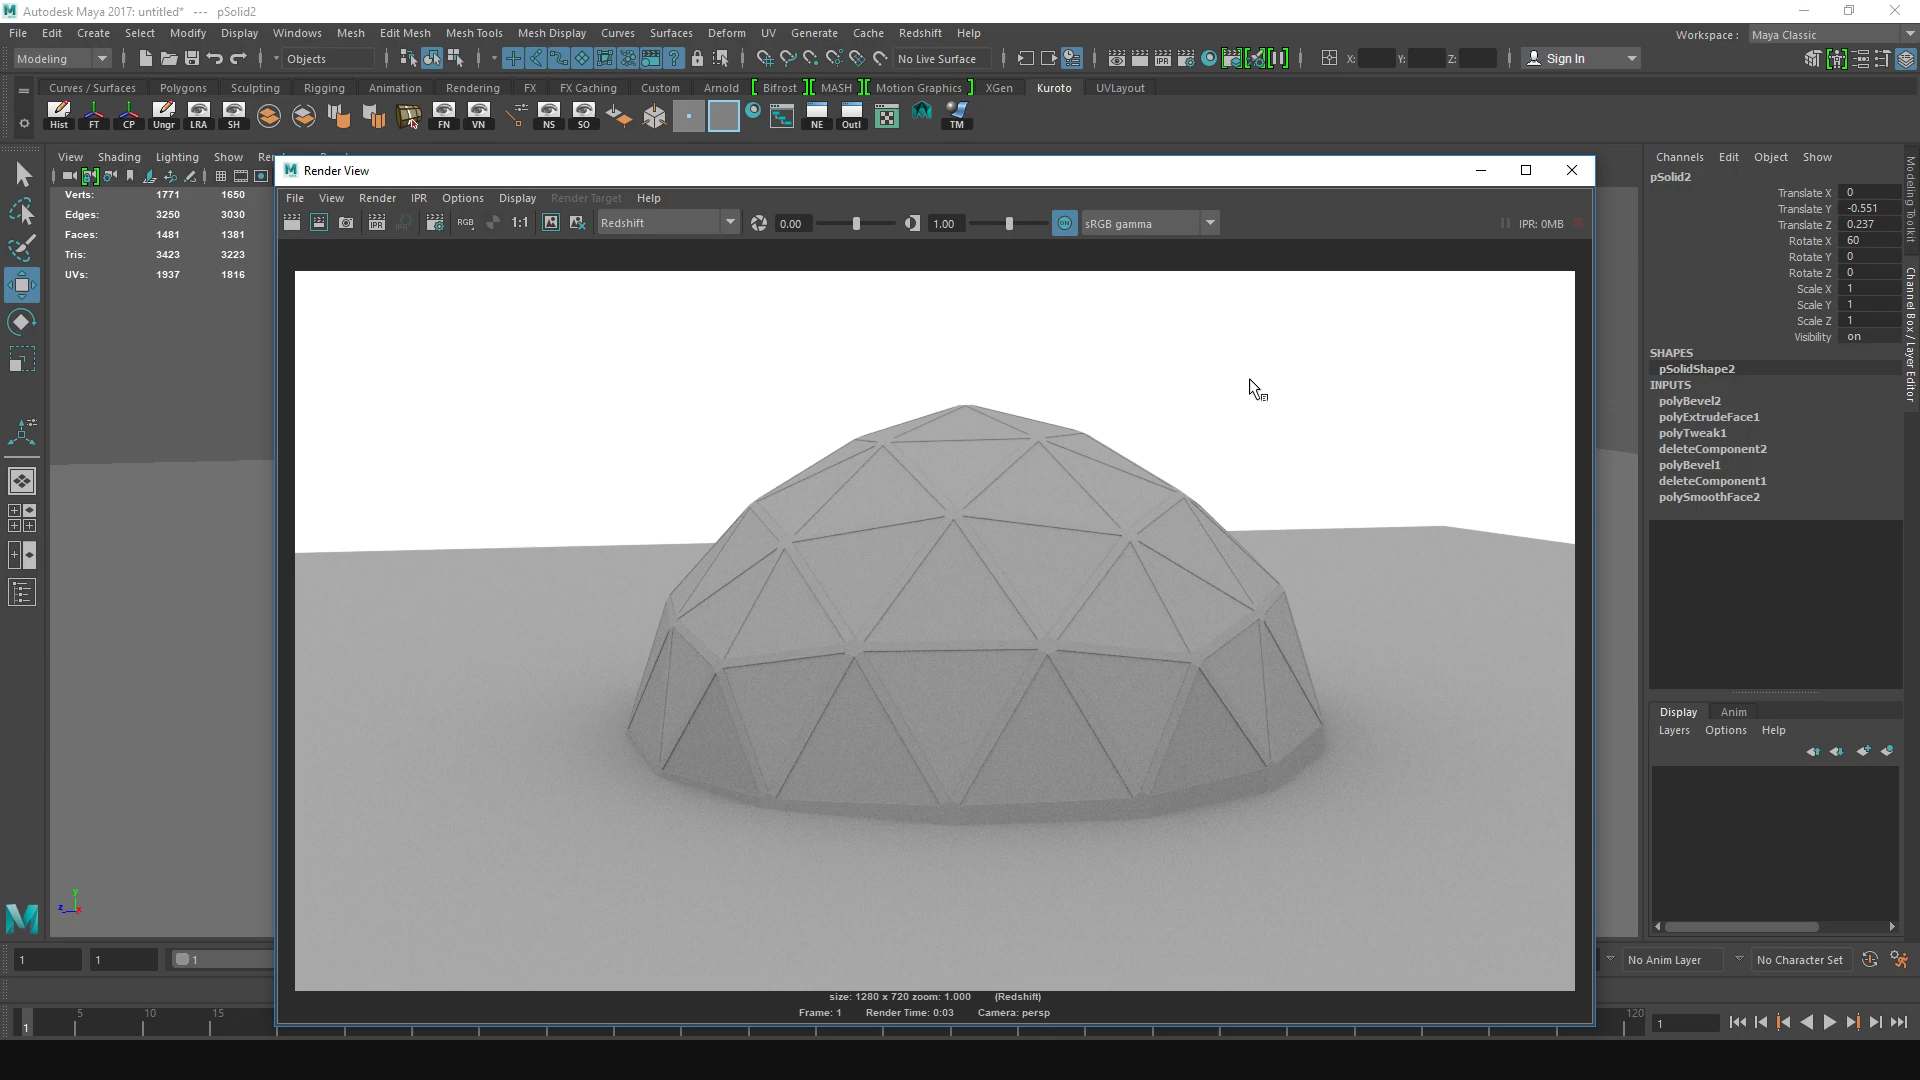 Autodesk Maya 2017: untitled* --- pSolid2
File Edit Create Select Modify Display Windows Mesh Edit Mesh Mesh Tools Mesh Display Curves Surfaces Deform UV Generate Cache Redshift Help
Workspace : Maya Classic
Modeling Objects No Live Surface X: Y: Z: Sign In
Curves / Surfaces Polygons Sculpting Rigging Animation Rendering FX FX Caching Custom Arnold Bifrost MASH Motion Graphics XGen Kuroto UVLayout
Hist FT CP Ungr LRA SH FN VN NS SO NE Outl TM
View Shading Lighting Show
Verts: 1771 1650
Edges: 3250 3030
Faces: 1481 1381
Tris: 3423 3223
UVs: 1937 1816
Render View
File View Render IPR Options Display Render Target Help
IPR RGB 1:1 Redshift 0.00 1.00 ON sRGB gamma IPR: 0MB
size: 1280 x 720 zoom: 1.000 (Redshift)
Frame: 1 Render Time: 0:03 Camera: persp
Channels Edit Object Show
pSolid2
Translate X 0
Translate Y -0.551
Translate Z 0.237
Rotate X 60
Rotate Y 0
Rotate Z 0
Scale X 1
Scale Y 1
Scale Z 1
Visibility on
SHAPES
pSolidShape2
INPUTS
polyBevel2
polyExtrudeFace1
polyTweak1
deleteComponent2
polyBevel1
deleteComponent1
polySmoothFace2
Display Anim
Layers Options Help
Modeling Toolkit
Channel Box / Layer Editor
y
z x
1 1 1
No Anim Layer No Character Set
1 5 10 15 120
1